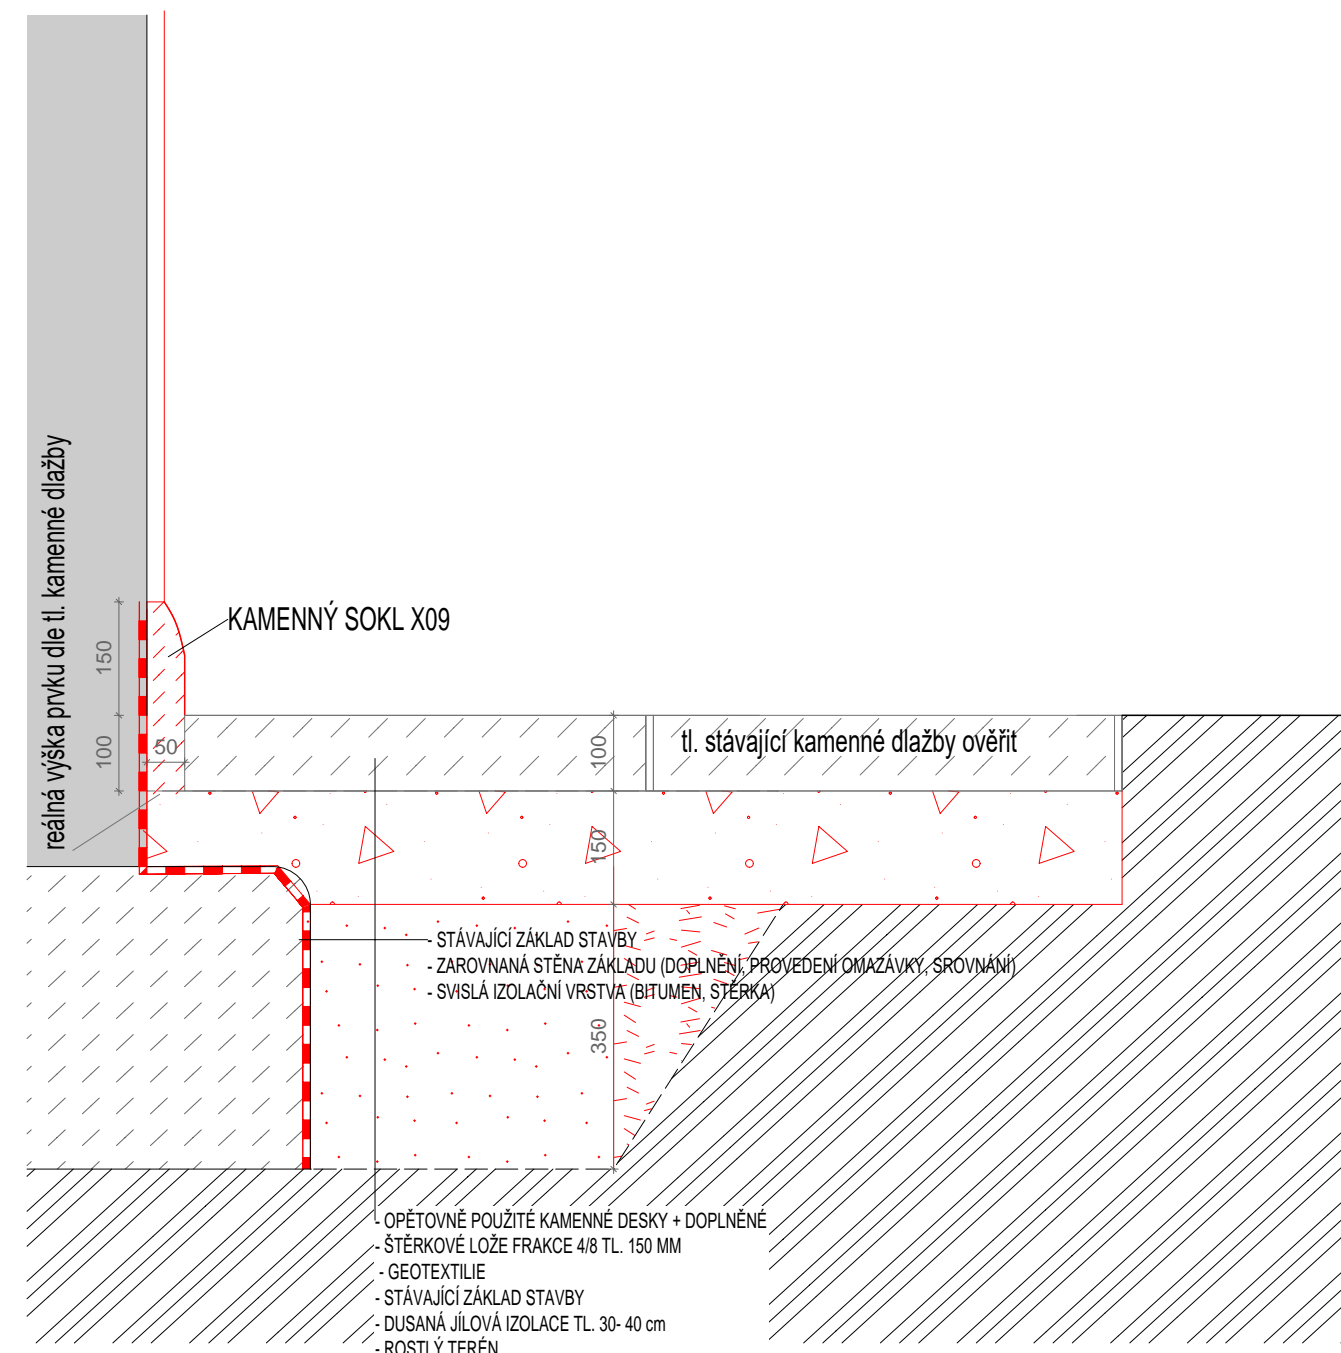 reálná výška prvku dle tl. kamenné dlažby
KAMENNÝ SOKL X09
150
100
50
100
tl. stávající kamenné dlažby ověřit
150
- STÁVAJÍCÍ ZÁKLAD STAVBY
- ZAROVNANÁ STĚNA ZÁKLADU (DOPLNĚNÍ, PROVEDENÍ OMAZÁVKY, SROVNÁNÍ)
- SVISLÁ IZOLAČNÍ VRSTVA (BITUMEN, STĚRKA)
350
- OPĚTOVNĚ POUŽITÉ KAMENNÉ DESKY + DOPLNĚNÉ
- ŠTĚRKOVÉ LOŽE FRAKCE 4/8 TL. 150 MM
- GEOTEXTILIE
- STÁVAJÍCÍ ZÁKLAD STAVBY
- DUSANÁ JÍLOVÁ IZOLACE TL. 30- 40 cm
- ROSTLÝ TERÉN